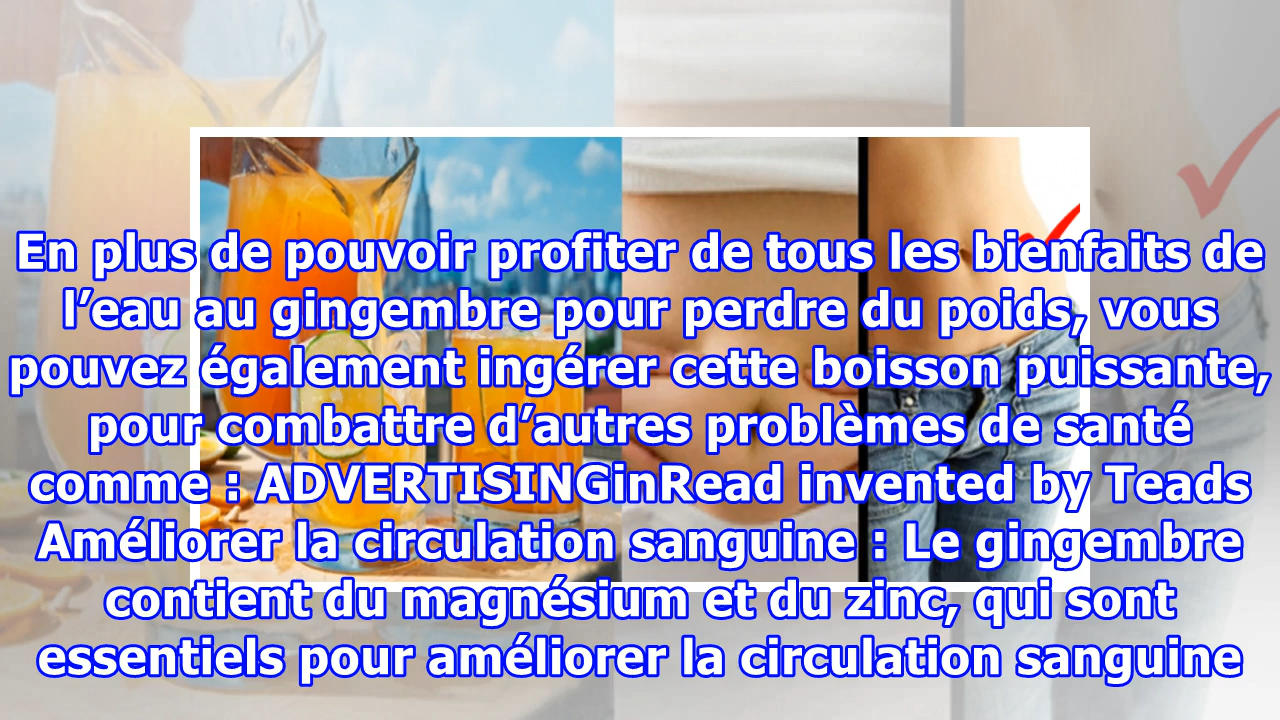 En plus de pouvoir profiter de tous les bienfaits de
l’eau au gingembre pour perdre du poids, vous
pouvez également ingérer cette boisson puissante,
pour combattre d’autres problèmes de santé
comme : ADVERTISINGinRead invented by Teads
Améliorer la circulation sanguine : Le gingembre
contient du magnésium et du zinc, qui sont
essentiels pour améliorer la circulation sanguine